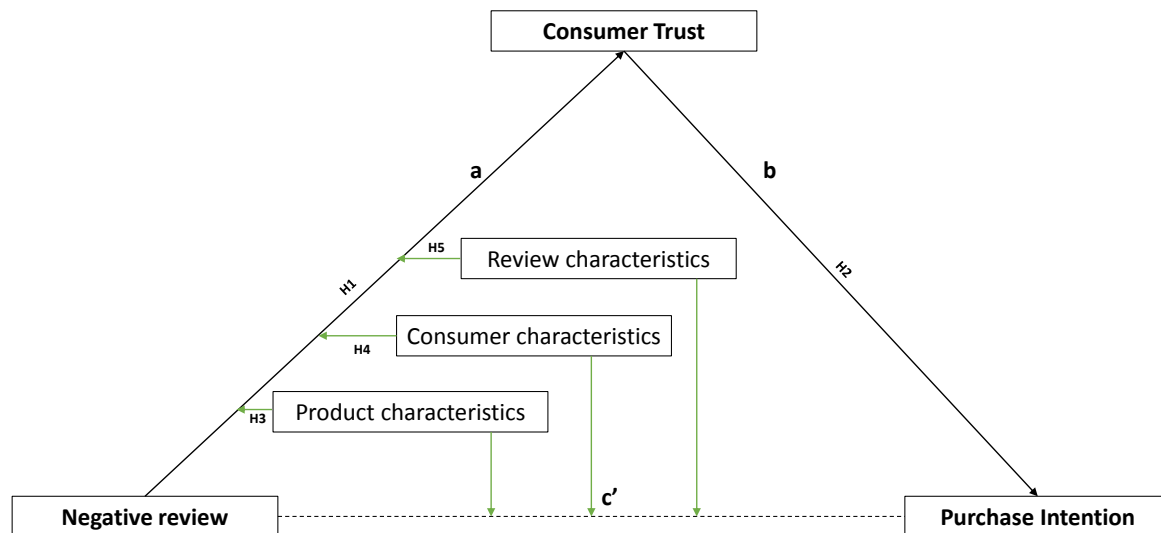 Consumer Trust
a
b
H5
Review characteristics
H2
H1
Consumer characteristics
H4
Product characteristics
H3
c’
Negative review
Purchase Intention